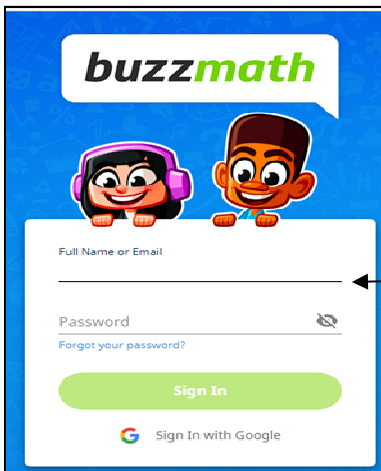 buzzmath
Full Name or Email
Password
Forgot your password?
Sign In
Sign In with Google